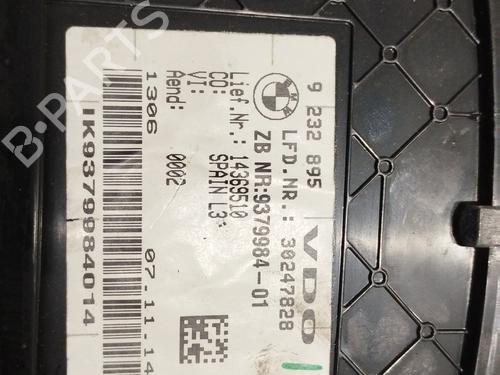 9 232 895
VDO
LFD.NR.: 30247828
ZB NR:9379984-01
Lief.Nr.: 14369510
CO: SPAIN L3
VI:
Aend: 0002
1306 07.11.14
IK9379984014
B-PARTS